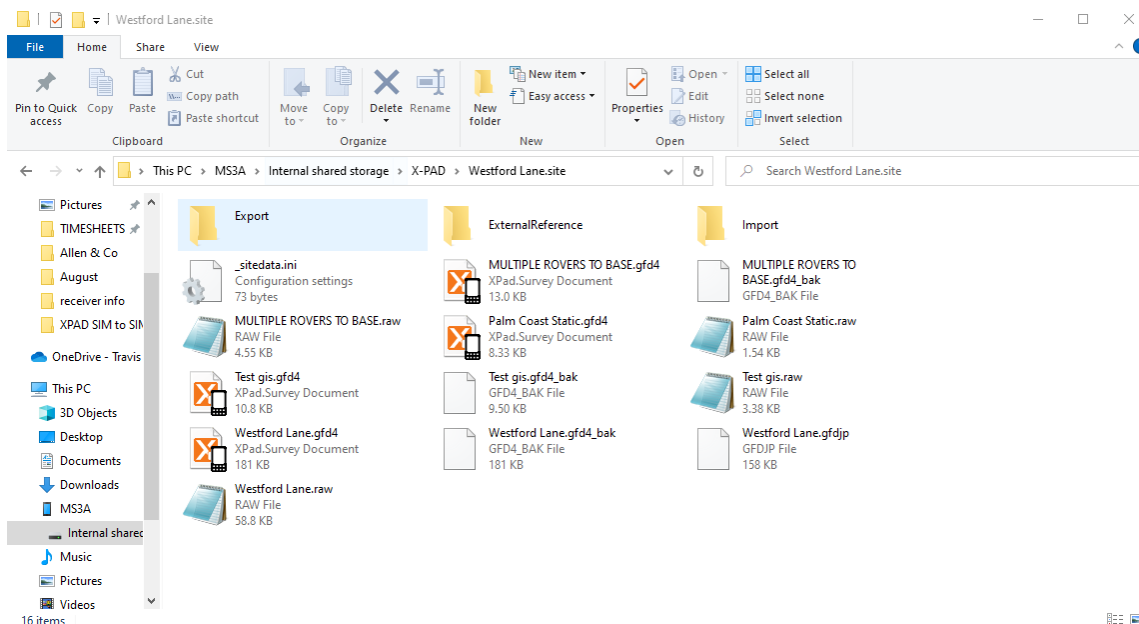 Westford Lane.site
File Home Share View
Pin to Quick access
Copy
Paste
Cut
Copy path
Paste shortcut
Move to
Copy to
Delete
Rename
New folder
New item
Easy access
Properties
Open
Edit
History
Select all
Select none
Invert selection
Clipboard Organize New Open Select
This PC > MS3A > Internal shared storage > X-PAD > Westford Lane.site
Search Westford Lane.site
Pictures
TIMESHEETS
Allen & Co
August
receiver info
XPAD SIM to SIM
OneDrive - Travis
This PC
3D Objects
Desktop
Documents
Downloads
MS3A
Internal shared
Music
Pictures
Videos
16 items
Export
ExternalReference
Import
_sitedata.ini
Configuration settings
73 bytes
MULTIPLE ROVERS TO BASE.gfd4
XPad.Survey Document
13.0 KB
MULTIPLE ROVERS TO
BASE.gfd4_bak
GFD4_BAK File
MULTIPLE ROVERS TO BASE.raw
RAW File
4.55 KB
Palm Coast Static.gfd4
XPad.Survey Document
8.33 KB
Palm Coast Static.raw
RAW File
1.54 KB
Test gis.gfd4
XPad.Survey Document
10.8 KB
Test gis.gfd4_bak
GFD4_BAK File
9.50 KB
Test gis.raw
RAW File
3.38 KB
Westford Lane.gfd4
XPad.Survey Document
181 KB
Westford Lane.gfd4_bak
GFD4_BAK File
181 KB
Westford Lane.gfdjp
GFDJP File
158 KB
Westford Lane.raw
RAW File
58.8 KB